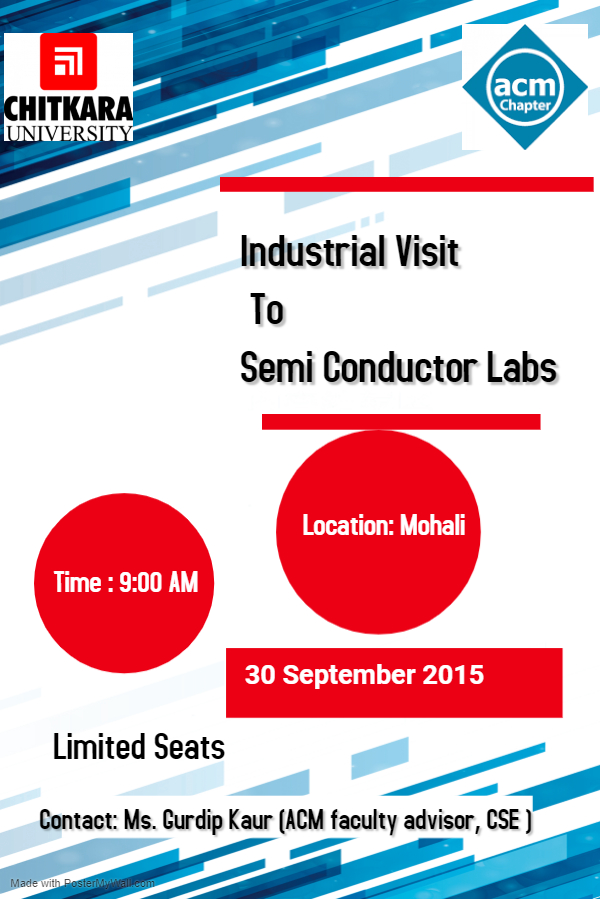 CHITKARA
UNIVERSITY
acm
Chapter
Industrial Visit
To
Semi Conductor Labs
Location: Mohali
Time : 9:00 AM
30 September 2015
Limited Seats
Contact: Ms. Gurdip Kaur (ACM faculty advisor, CSE )
Made with PosterMyWall.com